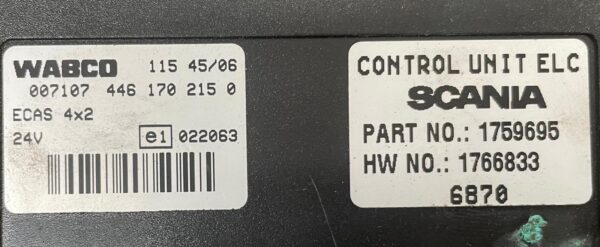 WABCO 115 45/06
007107 446 170 215 0
ECAS 4x2
24V e1 022063
CONTROL UNIT ELC
SCANIA
PART NO.: 1759695
HW NO.: 1766833
6870